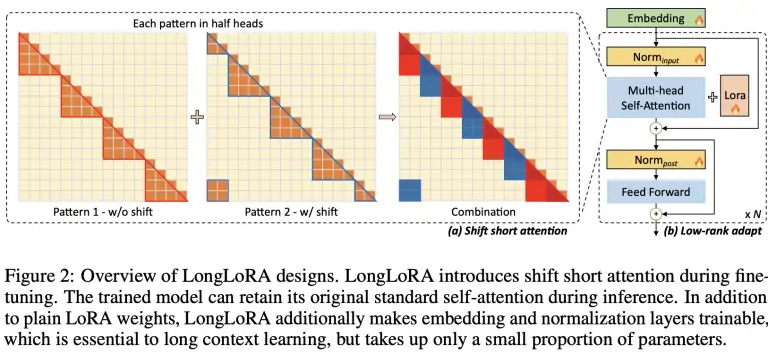 Each pattern in half heads
Pattern 1 - w/o shift
Pattern 2 - w/ shift
Combination
(a) Shift short attention
Embedding
Norm input
Multi-head
Self-Attention
Lora
Norm post
Feed Forward
x N
(b) Low-rank adapt
Figure 2: Overview of LongLoRA designs. LongLoRA introduces shift short attention during fine-
tuning. The trained model can retain its original standard self-attention during inference. In addition
to plain LoRA weights, LongLoRA additionally makes embedding and normalization layers trainable,
which is essential to long context learning, but takes up only a small proportion of parameters.